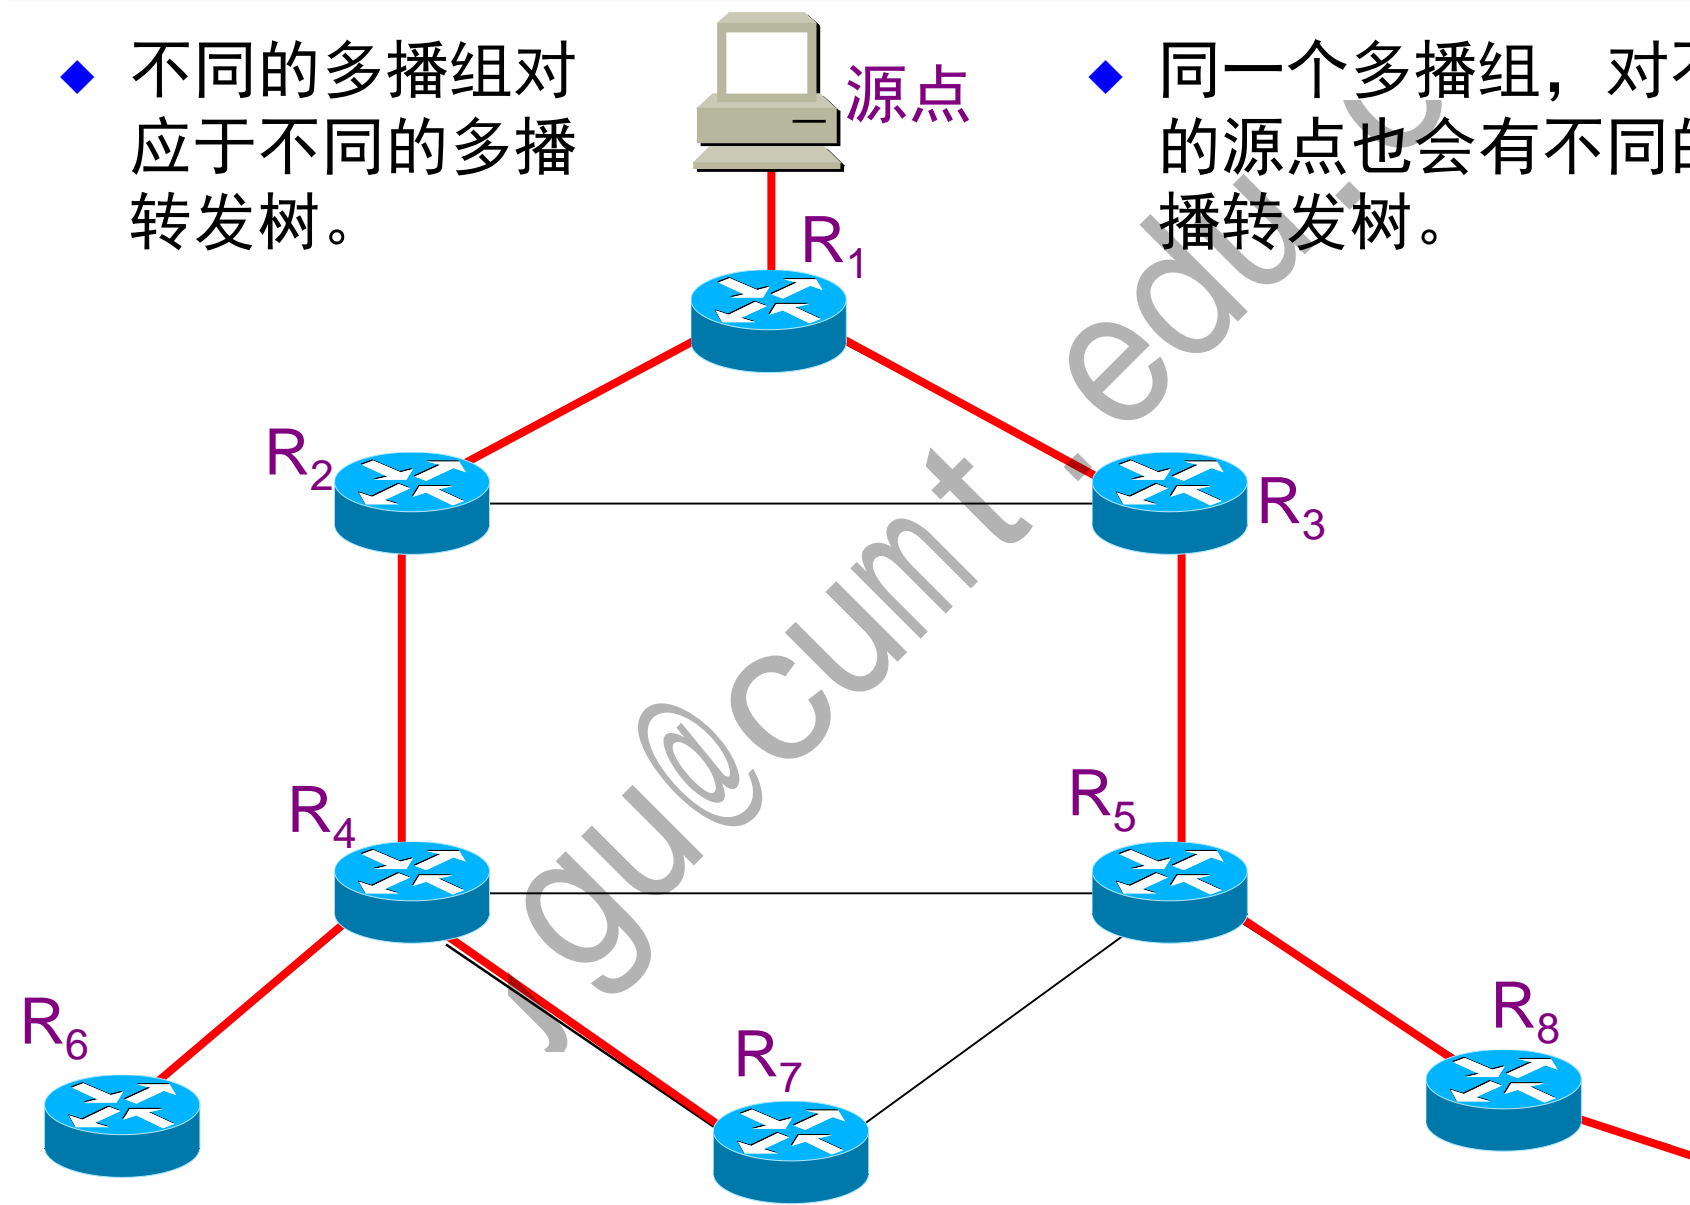 不同的多播组对
应于不同的多播
转发树。
源点
同一个多播组，对
的源点也会有不同
播转发树。
R1
R2
R3
R4
R5
R6
R7
R8
gu@cumt.edu.c